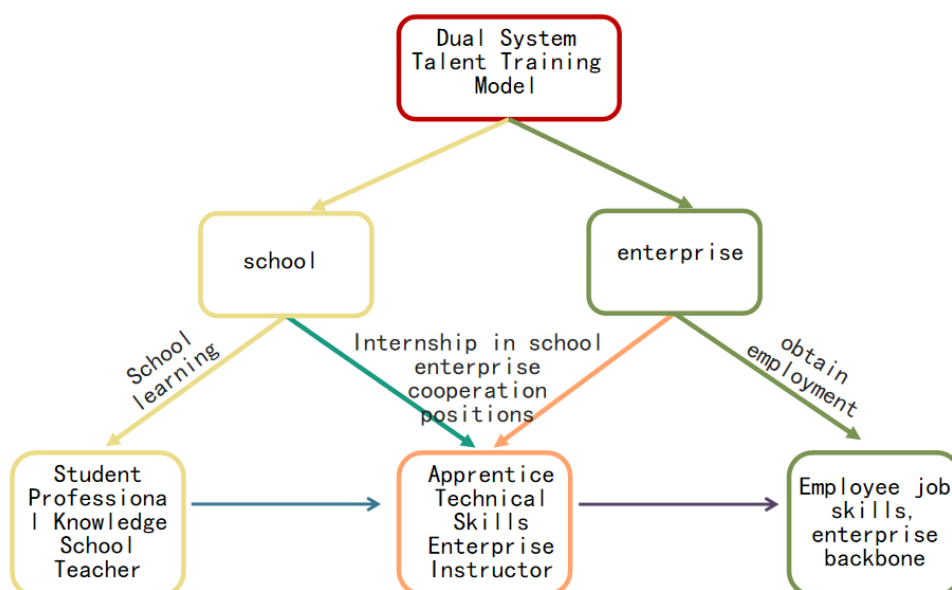 Dual System
Talent Training
Model
school
enterprise
School
learning
Internship in school
enterprise
cooperation
positions
obtain
employment
Student
Professiona
l Knowledge
School
Teacher
Apprentice
Technical
Skills
Enterprise
Instructor
Employee job
skills,
enterprise
backbone